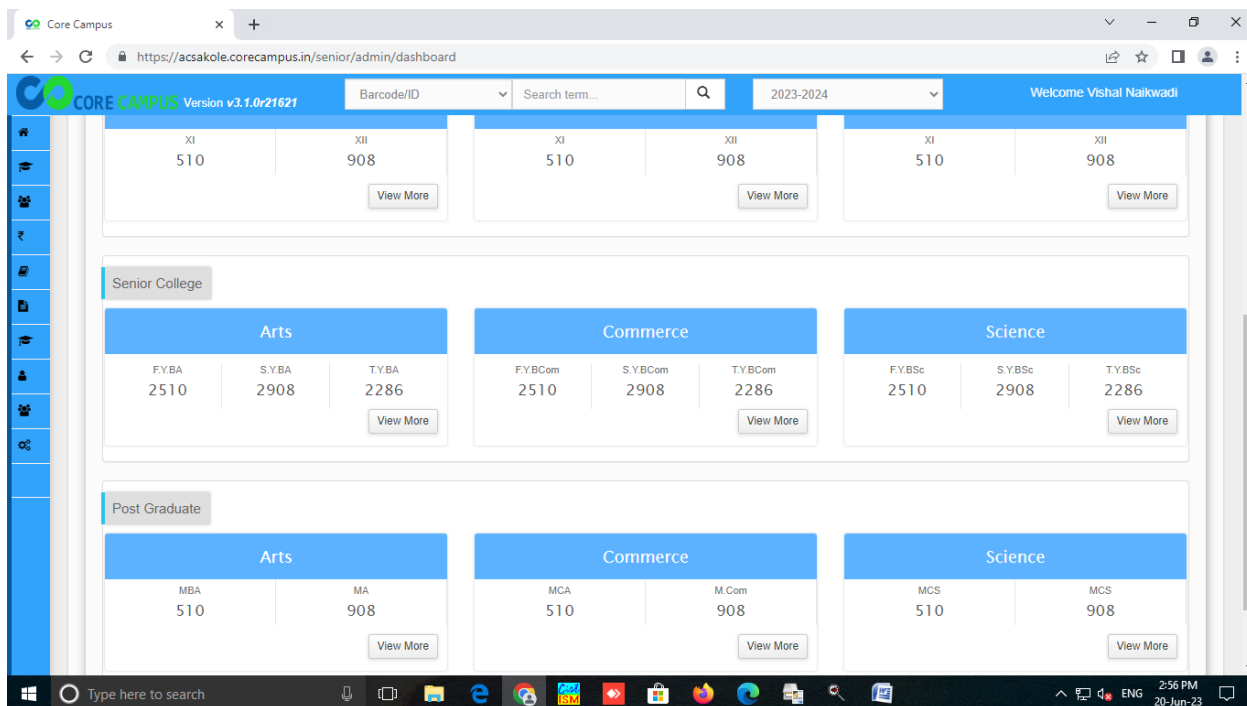 Core Campus
https://acsakole.corecampus.in/senior/admin/dashboard
CORE CAMPUS Version v3.1.0r21621 Barcode/ID Search term... 2023-2024 Welcome Vishal Naikwadi
XI XII XI XII XI XII
510 908 510 908 510 908
View More View More View More
Senior College
Arts Commerce Science
F.Y.BA S.Y.BA T.Y.BA F.Y.BCom S.Y.BCom T.Y.BCom F.Y.BSc S.Y.BSc T.Y.BSc
2510 2908 2286 2510 2908 2286 2510 2908 2286
View More View More View More
Post Graduate
Arts Commerce Science
MBA MA MCA M.Com MCS MCS
510 908 510 908 510 908
View More View More View More
Type here to search ISM ENG 2:56 PM
20-Jun-23